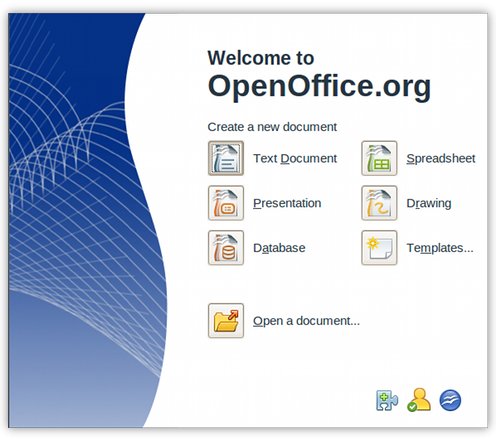 Welcome to
OpenOffice.org
Create a new document
Text Document
Spreadsheet
Presentation
Drawing
Database
Templates...
Open a document...